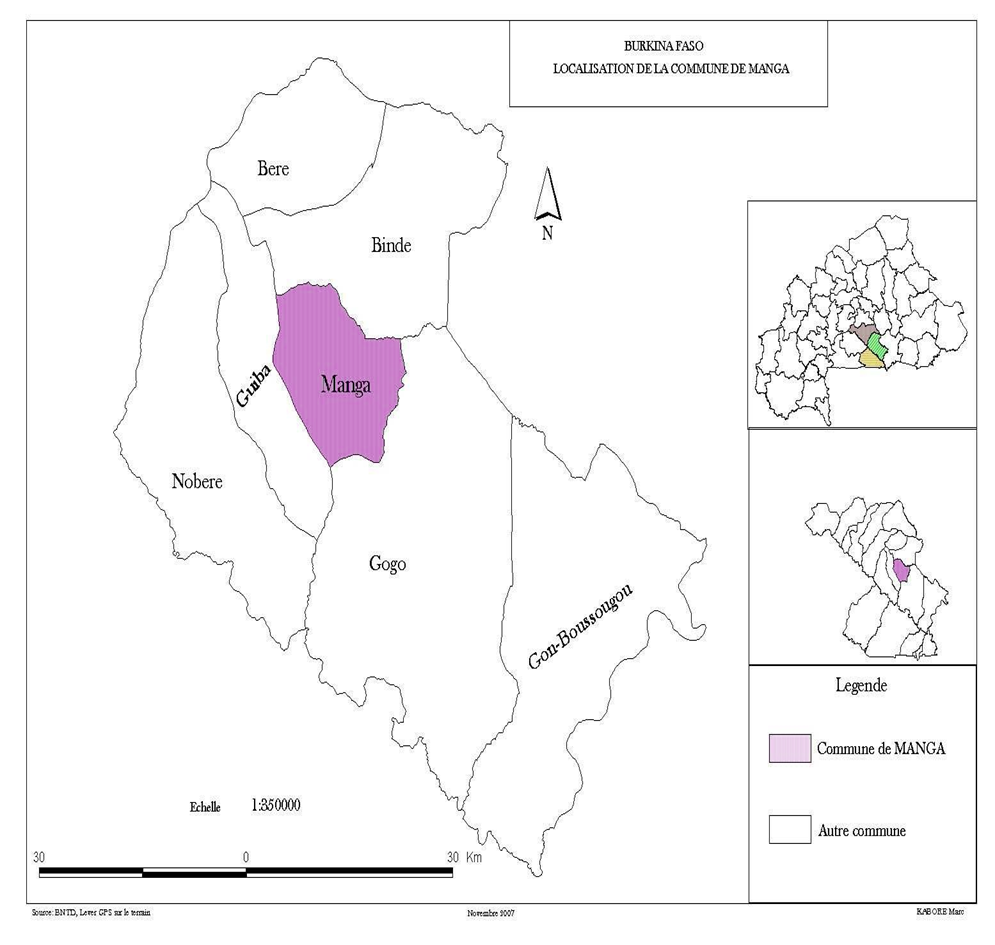 BURKINA FASO
LOCALISATION DE LA COMMUNE DE MANGA
Bere
Binde
N
Manga
Guiba
Nobere
Gogo
Gon-Boussougou
Legende
Commune de MANGA
Autre commune
Echelle 1:350000
30 0 30 Km
Source: BNTD, Lever GPS sur le terrain
Novembre 2007
KABORE Marc